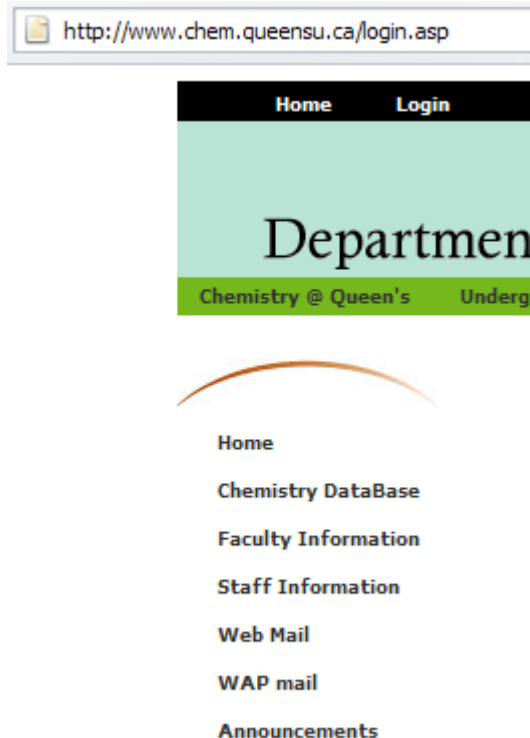 http://www.chem.queensu.ca/login.asp
Home Login
Departmen
Chemistry @ Queen's Underg
Home
Chemistry DataBase
Faculty Information
Staff Information
Web Mail
WAP mail
Announcements